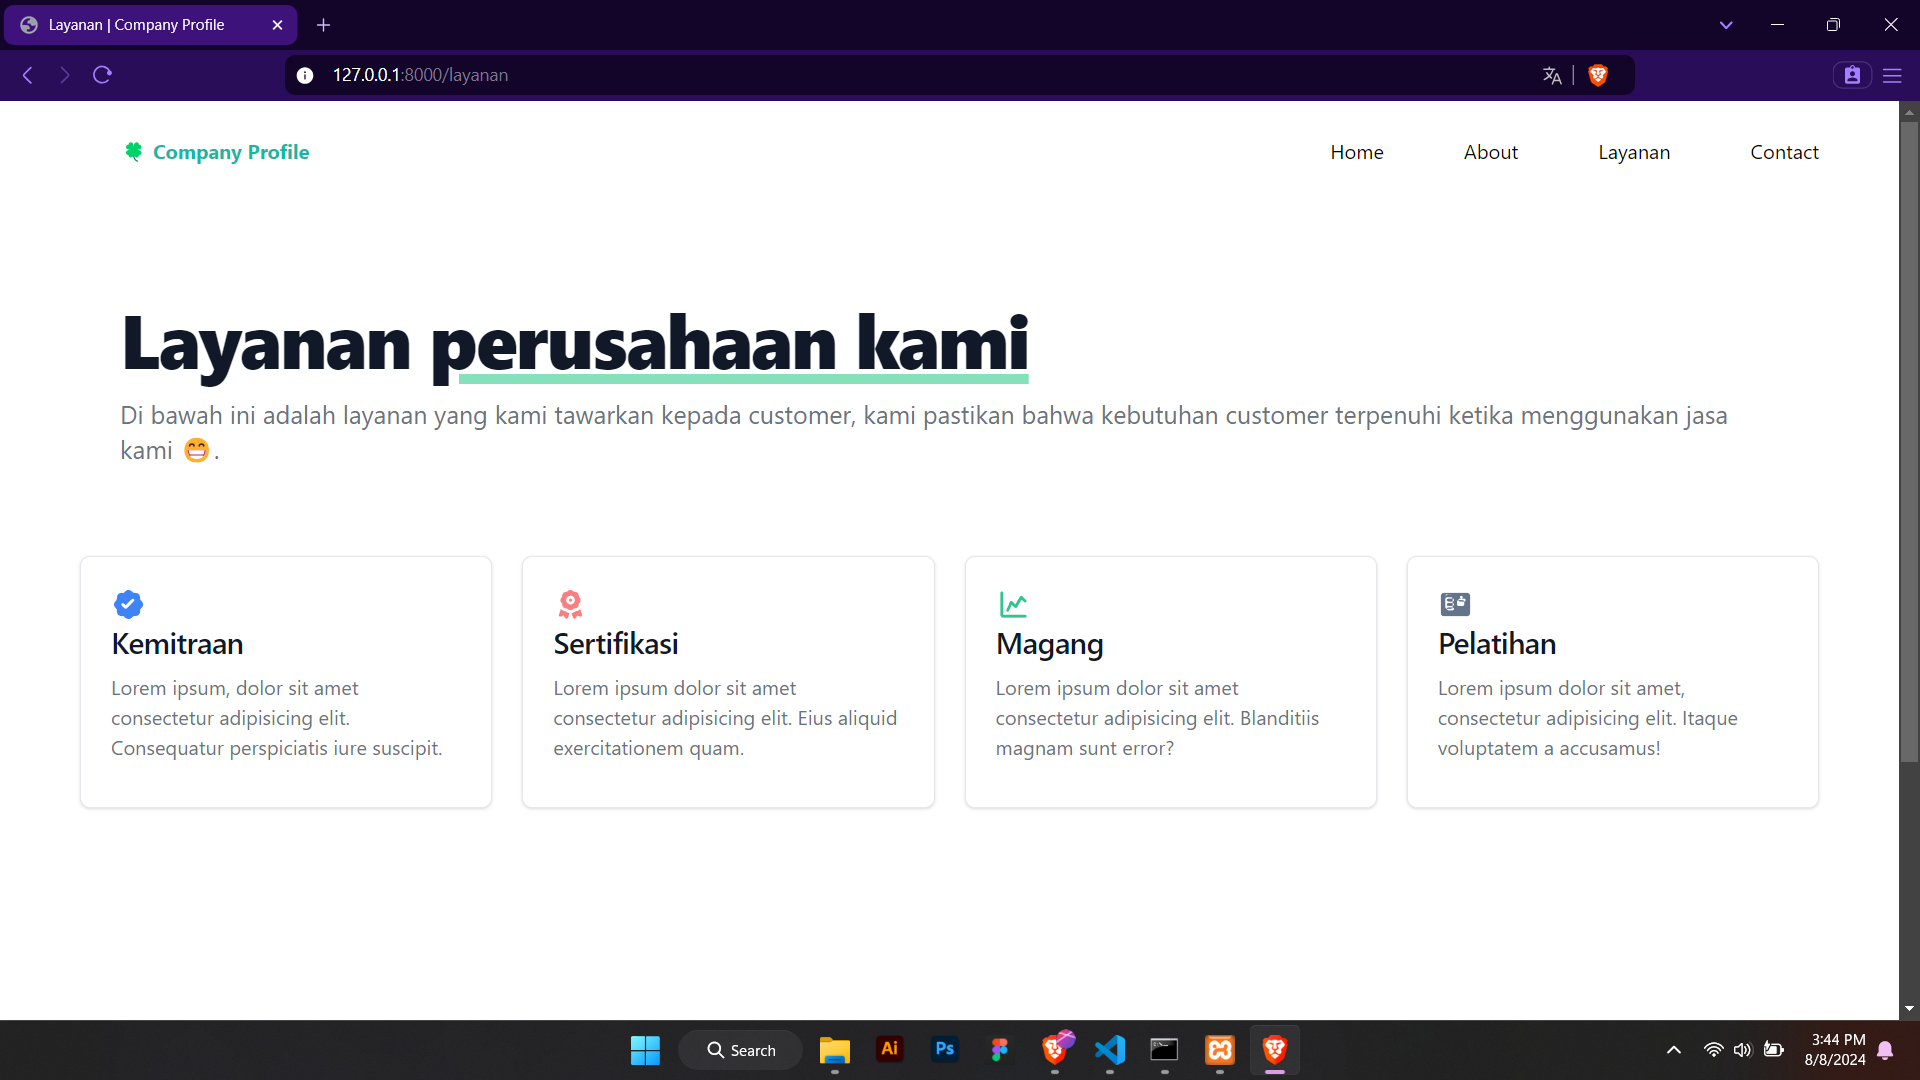 Layanan | Company Profile
127.0.0.1:8000/layanan
Company Profile
Home
About
Layanan
Contact
Layanan perusahaan kami
Di bawah ini adalah layanan yang kami tawarkan kepada customer, kami pastikan bahwa kebutuhan customer terpenuhi ketika menggunakan jasa
kami 😁.
Kemitraan
Lorem ipsum, dolor sit amet
consectetur adipisicing elit.
Consequatur perspiciatis iure suscipit.
Sertifikasi
Lorem ipsum dolor sit amet
consectetur adipisicing elit. Eius aliquid
exercitationem quam.
Magang
Lorem ipsum dolor sit amet
consectetur adipisicing elit. Blanditiis
magnam sunt error?
Pelatihan
Lorem ipsum dolor sit amet,
consectetur adipisicing elit. Itaque
voluptatem a accusamus!
Search
Ai
Ps
3:44 PM
8/8/2024